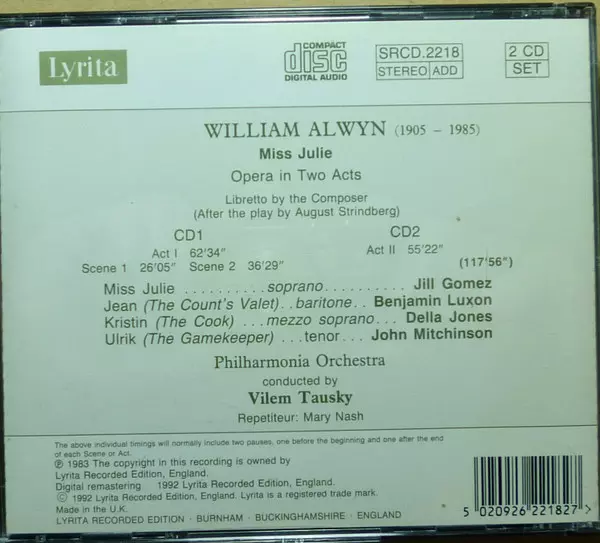 Lyrita
COMPACT
disc
DIGITAL AUDIO
SRCD.2218
STEREO ADD
2 CD
SET
WILLIAM ALWYN (1905 - 1985)
Miss Julie
Opera in Two Acts
Libretto by the Composer
(After the play by August Strindberg)
CD1 CD2
Act I 62'34" Act II 55'22"
Scene 1 26'05" Scene 2 36'29" (117'56")
Miss Julie ..........soprano.......... Jill Gomez
Jean (The Count's Valet)..baritone.. Benjamin Luxon
Kristin (The Cook) ...mezzo soprano... Della Jones
Ulrik (The Gamekeeper) ...tenor... John Mitchinson
Philharmonia Orchestra
conducted by
Vilem Tausky
Repetiteur: Mary Nash
The above individual timings will normally include two pauses, one before the beginning and one after the end
of each Scene or Act.
℗ 1983 The copyright in this recording is owned by
Lyrita Recorded Edition, England.
Digital remastering 1992 Lyrita Recorded Edition, England.
© 1992 Lyrita Recorded Edition, England. Lyrita is a registered trade mark.
Made in the U.K.
LYRITA RECORDED EDITION · BURNHAM · BUCKINGHAMSHIRE · ENGLAND
5 020926 221827